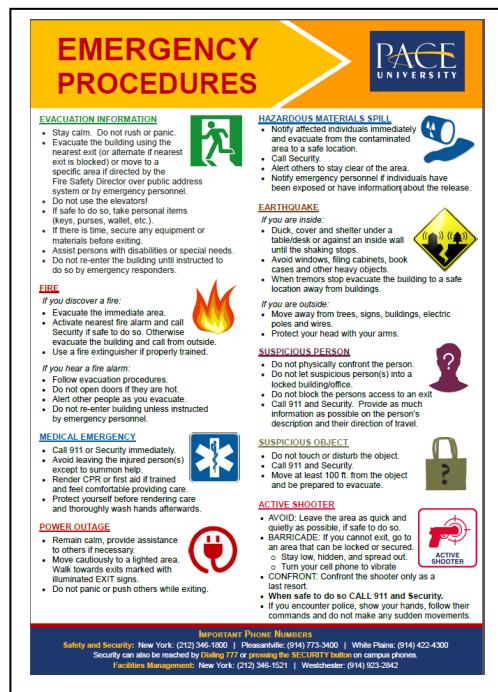 EMERGENCY
PROCEDURES
PACE
UNIVERSITY
EVACUATION INFORMATION
• Stay calm. Do not rush or panic.
• Evacuate the building using the
nearest exit (or alternate if nearest
exit is blocked) or move to a
specific area if directed by the
Fire Safety Director over public address
system or by emergency personnel.
• Do not use the elevators!
• If safe to do so, take personal items
(keys, purses, wallet, etc.).
• If there is time, secure any equipment or
materials before exiting.
• Assist persons with disabilities or special needs.
• Do not re-enter the building until instructed to
do so by emergency responders.
FIRE
If you discover a fire:
• Evacuate the immediate area.
• Activate nearest fire alarm and call
Security if safe to do so. Otherwise
evacuate the building and call from outside.
• Use a fire extinguisher if properly trained.
If you hear a fire alarm:
• Follow evacuation procedures.
• Do not open doors if they are hot.
• Alert other people as you evacuate.
• Do not re-enter building unless instructed
by emergency personnel.
MEDICAL EMERGENCY
• Call 911 or Security immediately.
• Avoid leaving the injured person(s)
except to summon help.
• Render CPR or first aid if trained
and feel comfortable providing care.
• Protect yourself before rendering care
and thoroughly wash hands afterwards.
POWER OUTAGE
• Remain calm, provide assistance
to others if necessary.
• Move cautiously to a lighted area.
Walk towards exits marked with
illuminated EXIT signs.
• Do not panic or push others while exiting.
HAZARDOUS MATERIALS SPILL
• Notify affected individuals immediately
and evacuate from the contaminated
area to a safe location.
• Call Security.
• Alert others to stay clear of the area.
• Notify emergency personnel if individuals have
been exposed or have information about the release.
EARTHQUAKE
If you are inside:
• Duck, cover and shelter under a
table/desk or against an inside wall
until the shaking stops.
• Avoid windows, filing cabinets, book
cases and other heavy objects.
• When tremors stop evacuate the building to a safe
location away from buildings.
If you are outside:
• Move away from trees, signs, buildings, electric
poles and wires.
• Protect your head with your arms.
SUSPICIOUS PERSON
• Do not physically confront the person.
• Do not let suspicious person(s) into a
locked building/office.
• Do not block the persons access to an exit
• Call 911 and Security. Provide as much
information as possible on the person's
description and their direction of travel.
?
SUSPICIOUS OBJECT
• Do not touch or disturb the object.
• Call 911 and Security.
• Move at least 100 ft. from the object
and be prepared to evacuate.
?
ACTIVE SHOOTER
• AVOID: Leave the area as quick and
quietly as possible, if safe to do so.
• BARRICADE: If you cannot exit, go to
an area that can be locked or secured.
o Stay low, hidden, and spread out.
o Turn your cell phone to vibrate
• CONFRONT: Confront the shooter only as a
last resort.
• When safe to do so CALL 911 and Security.
• If you encounter police, show your hands, follow their
commands and do not make any sudden movements.
ACTIVE
SHOOTER
IMPORTANT PHONE NUMBERS
Safety and Security: New York: (212) 346-1800 | Pleasantville: (914) 773-3400 | White Plains: (914) 422-4300
Security can also be reached by Dialing 777 or pressing the SECURITY button on campus phones.
Facilities Management: New York: (212) 346-1521 | Westchester: (914) 923-2842